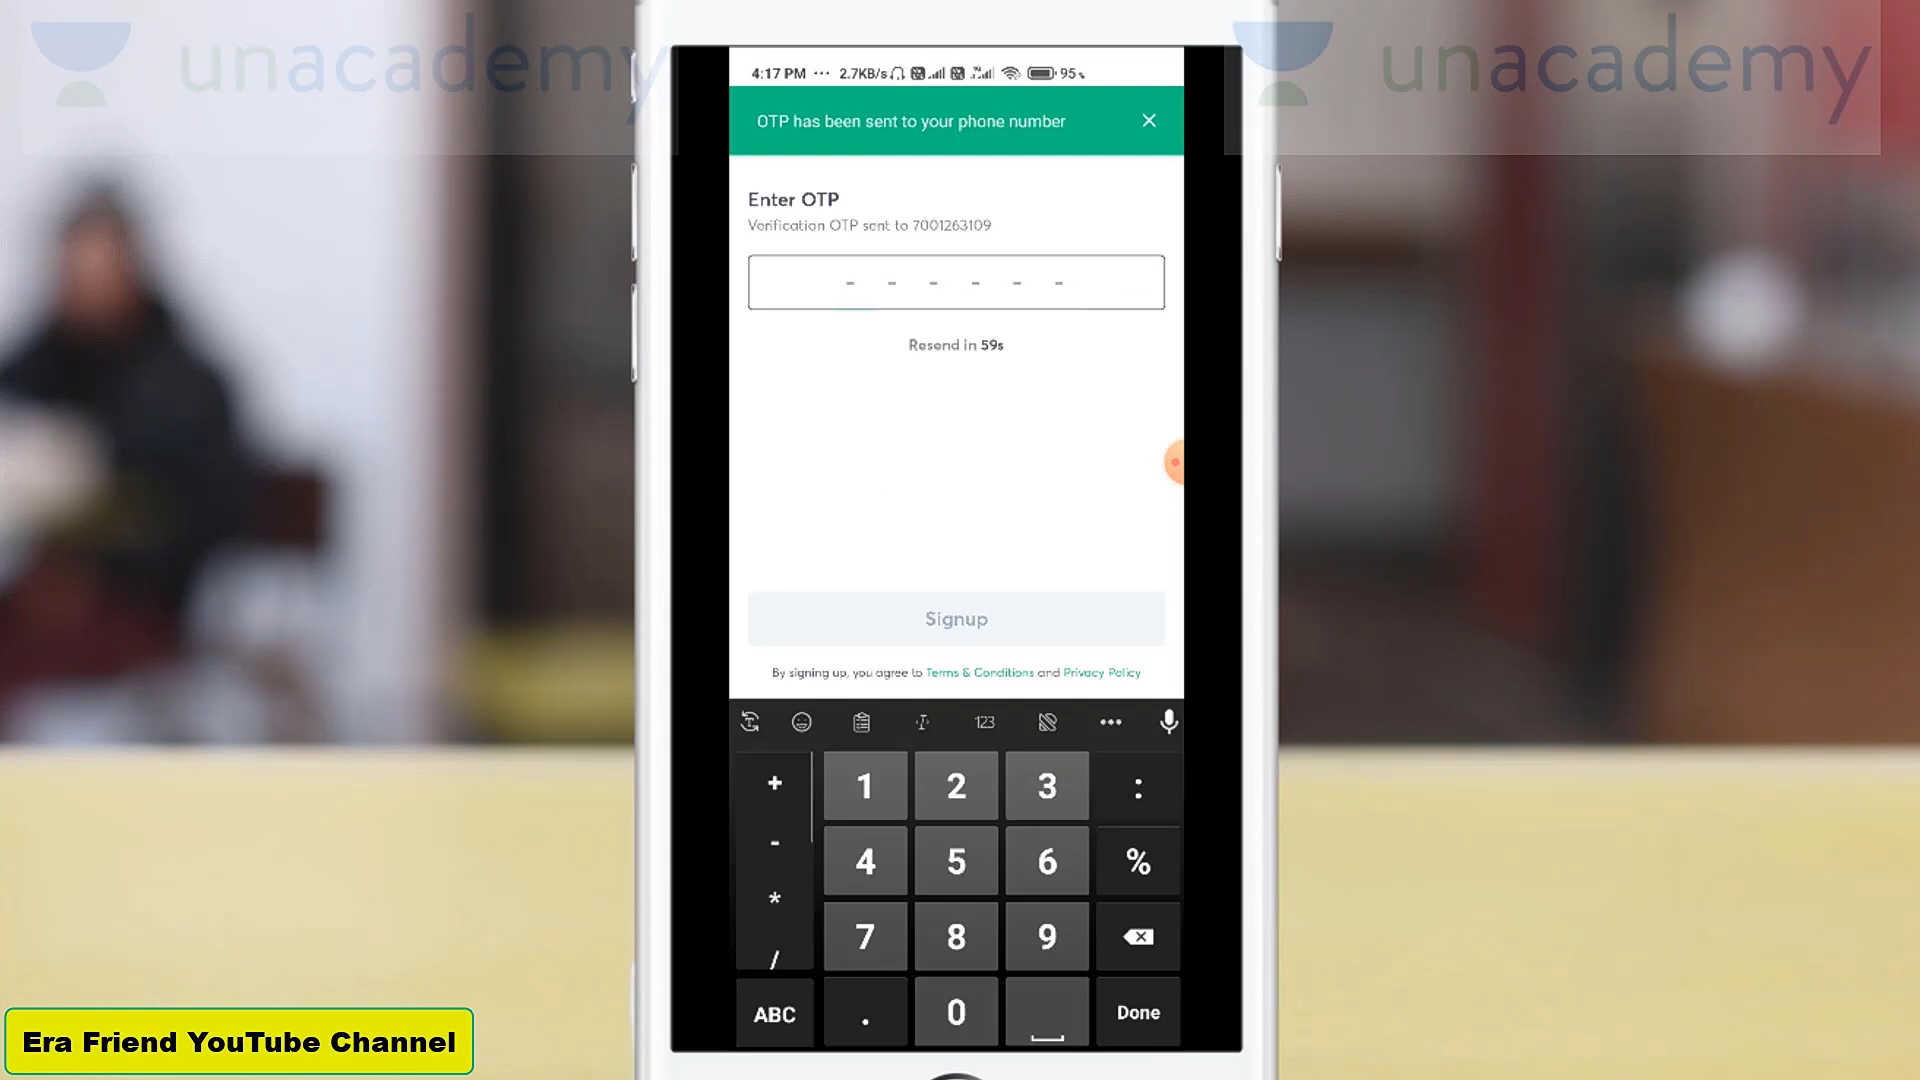 unacademy
unacademy
4:17 PM ··· 2.7KB/s 95
OTP has been sent to your phone number ×
Enter OTP
Verification OTP sent to 7001263109
- - - - - -
Resend in 59s
Signup
By signing up, you agree to Terms & Conditions and Privacy Policy
123 •••
+ 1 2 3 :
- 4 5 6 %
* 7 8 9
/
ABC . 0 Done
Era Friend YouTube Channel